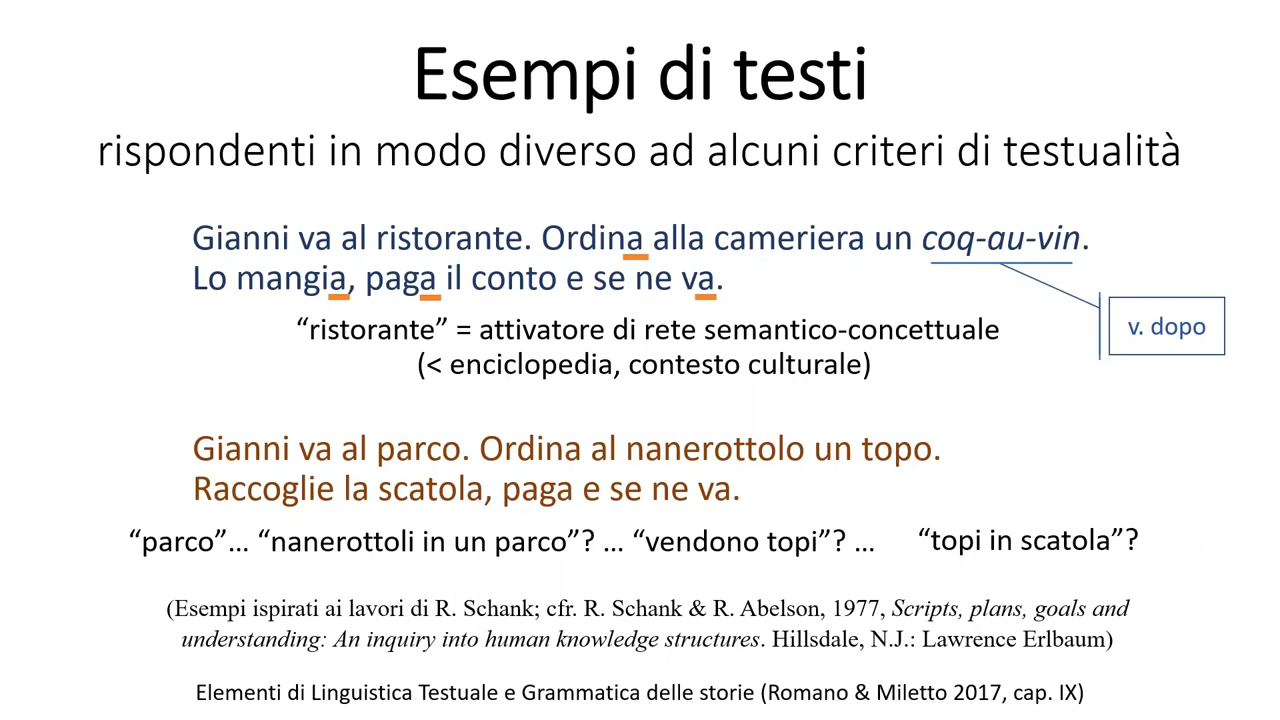 Esempi di testi
rispondenti in modo diverso ad alcuni criteri di testualità
Gianni va al ristorante. Ordina alla cameriera un coq-au-vin.
Lo mangia, paga il conto e se ne va.
v. dopo
“ristorante” = attivatore di rete semantico-concettuale
(< enciclopedia, contesto culturale)
Gianni va al parco. Ordina al nanerottolo un topo.
Raccoglie la scatola, paga e se ne va.
“parco”… “nanerottoli in un parco”? … “vendono topi”? … “topi in scatola”?
(Esempi ispirati ai lavori di R. Schank; cfr. R. Schank & R. Abelson, 1977, Scripts, plans, goals and
understanding: An inquiry into human knowledge structures. Hillsdale, N.J.: Lawrence Erlbaum)
Elementi di Linguistica Testuale e Grammatica delle storie (Romano & Miletto 2017, cap. IX)